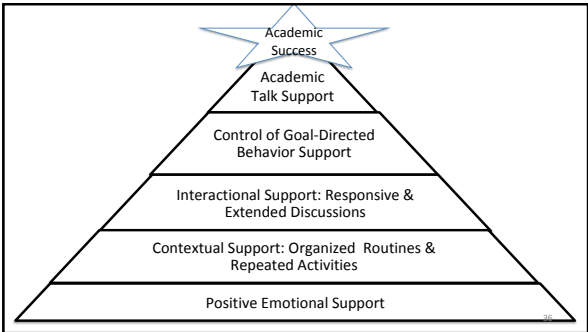 Academic
Success
Academic
Talk Support
Control of Goal-Directed
Behavior Support
Interactional Support: Responsive &
Extended Discussions
Contextual Support: Organized Routines &
Repeated Activities
Positive Emotional Support
36